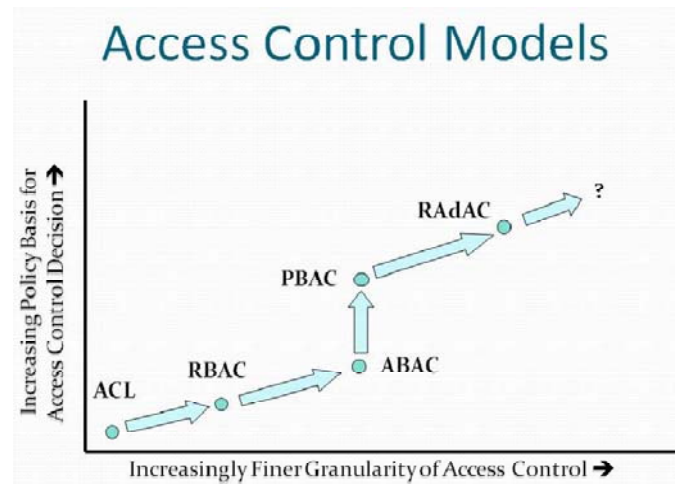 Access Control Models
Increasing Policy Basis for
Access Control Decision →
?
RAdAC
PBAC
RBAC
ABAC
ACL
Increasingly Finer Granularity of Access Control →